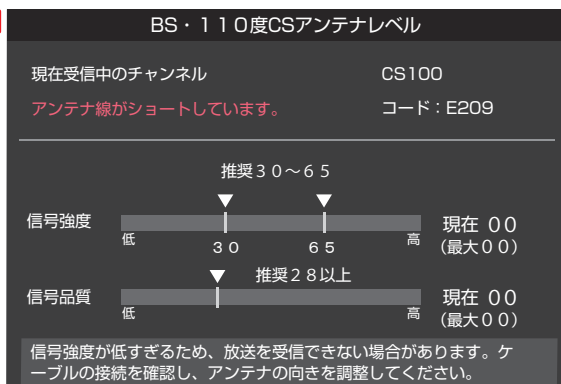 BS・110度CSアンテナレベル
現在受信中のチャンネル CS100
アンテナ線がショートしています。 コード：E209
推奨30～65
信号強度 低 30 65 高 現在 00
(最大00)
推奨28以上
信号品質 低 高 現在 00
(最大00)
信号強度が低すぎるため、放送を受信できない場合があります。ケ
ーブルの接続を確認し、アンテナの向きを調整してください。